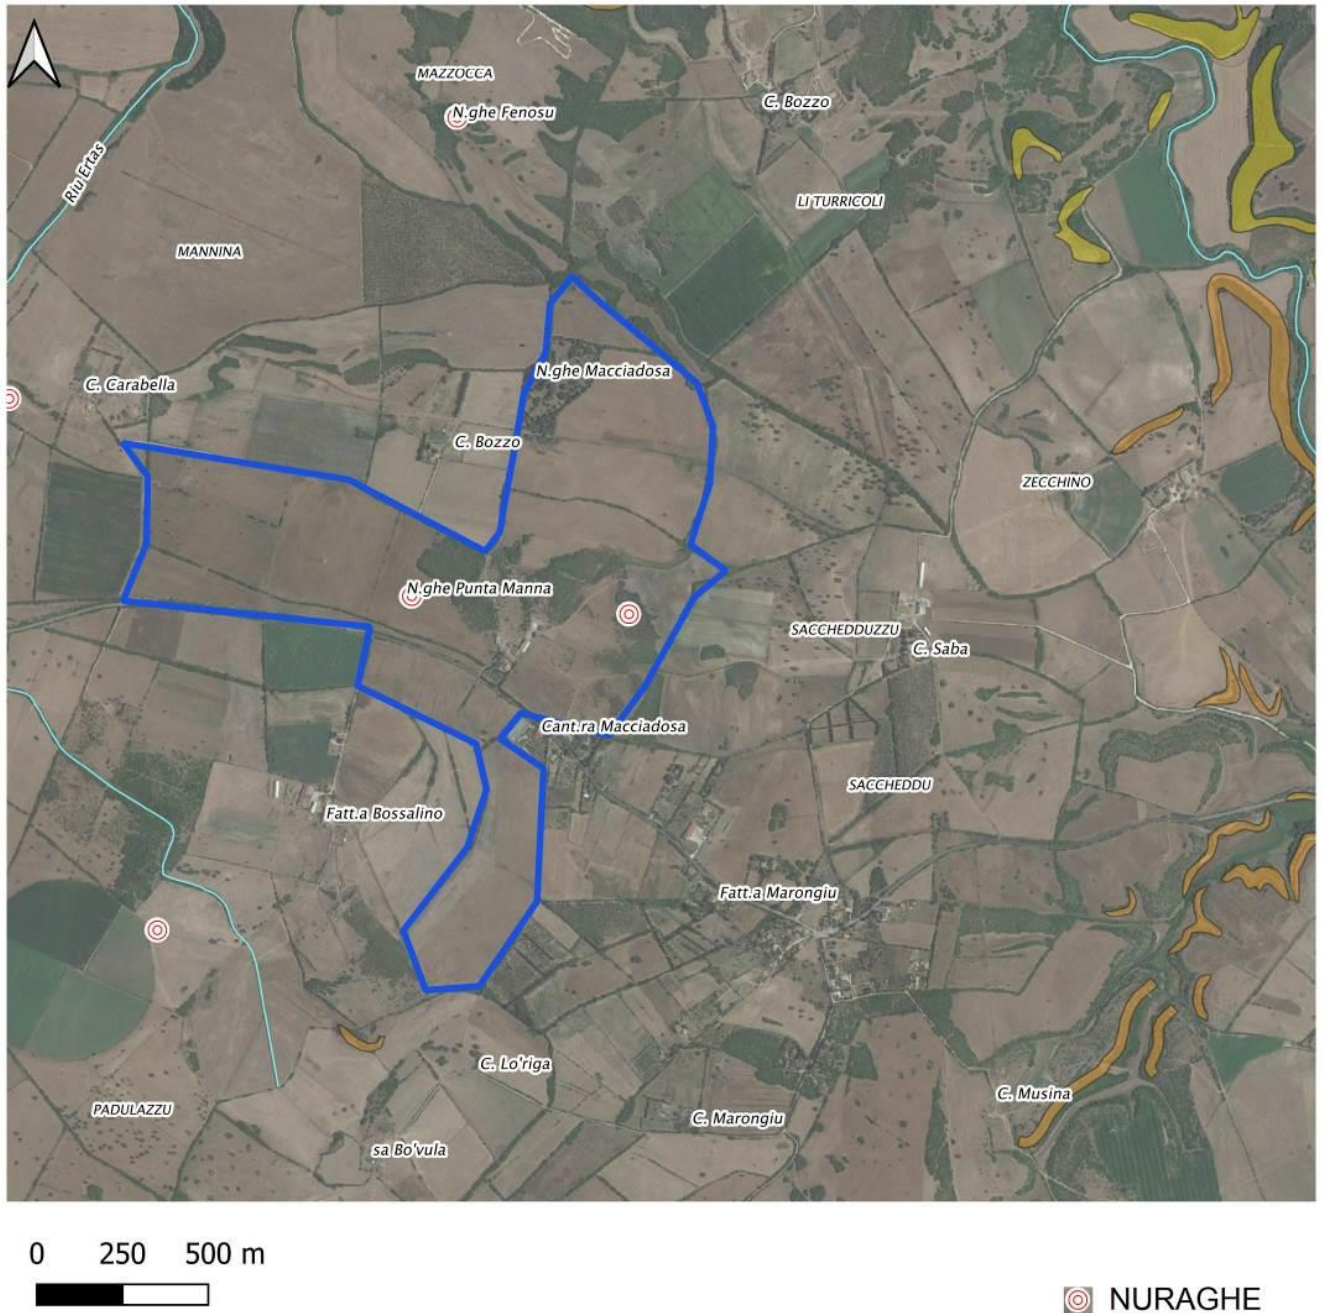 MAZZOCCA
N.ghe Fenosu
C. Bozzo
Riu Ertas
LI TURRICOLI
MANNINA
N.ghe Macciadosa
C. Carabella
C. Bozzo
ZECCHINO
N.ghe Punta Manna
SACCHEDDUZZU
C. Saba
Cant.ra Macciadosa
SACCHEDDU
Fatt.a Bossalino
Fatt.a Marongiu
C. Lo'riga
C. Musina
PADULAZZU
C. Marongiu
sa Bo'vula
0 250 500 m
NURAGHE